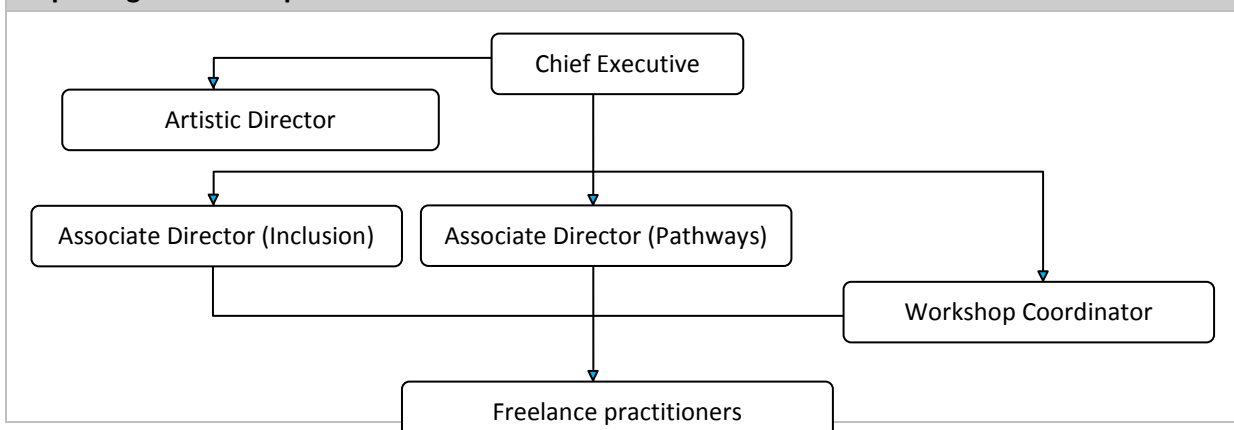 Chief Executive
Artistic Director
Associate Director (Inclusion)
Associate Director (Pathways)
Workshop Coordinator
Freelance practitioners